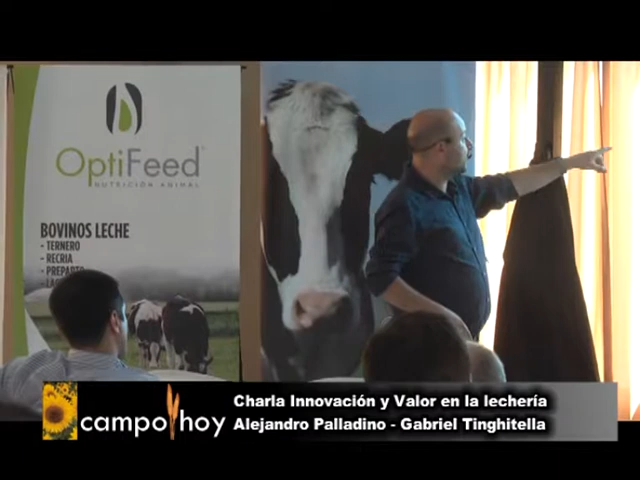 OptiFeed
NUTRICIÓN ANIMAL
BOVINOS LECHE
- TERNERO
- RECRIA
- PREPARTO
campo hoy
Charla Innovación y Valor en la lechería
Alejandro Palladino - Gabriel Tinghitella